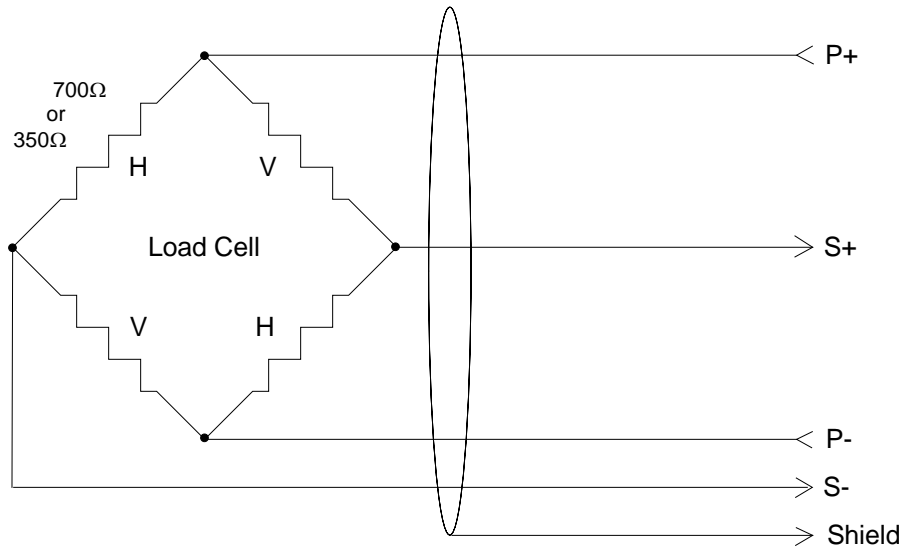 P+
700Ω
or
350Ω
H V
Load Cell S+
V H
P-
S-
Shield